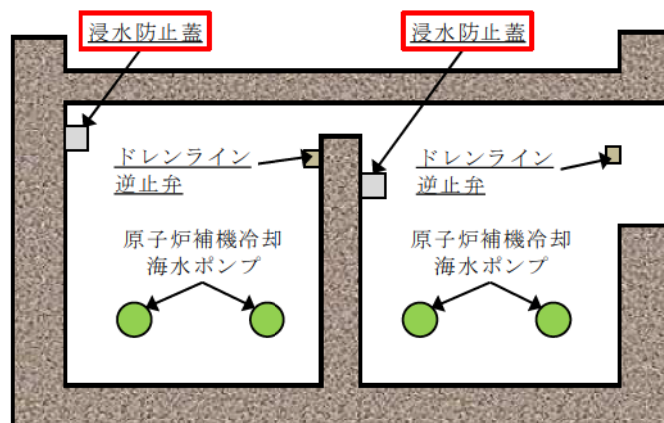 浸水防止蓋
浸水防止蓋
ドレンライン
逆止弁
ドレンライン
逆止弁
原子炉補機冷却
海水ポンプ
原子炉補機冷却
海水ポンプ